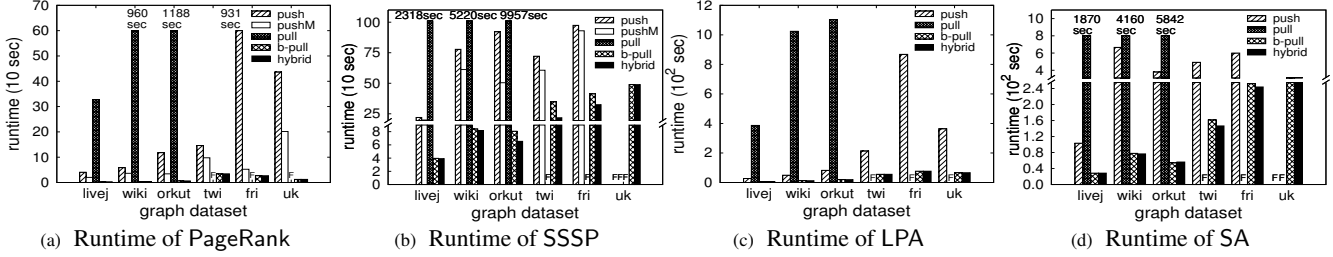 960 sec 1188 sec 931 sec
runtime (10 sec)
70
60
50
40
30
20
10
0
push
pushM
pull
b-pull
hybrid
F F F
livej wiki orkut twi fri uk
graph dataset
(a) Runtime of PageRank
2318sec 5220sec 9957sec
runtime (10 sec)
100
75
50
25
8
6
4
2
0
push
pushM
pull
b-pull
hybrid
F F FFF
livej wiki orkut twi fri uk
graph dataset
(b) Runtime of SSSP
runtime (10² sec)
12
10
8
6
4
2
0
push
pull
b-pull
hybrid
F F F
livej wiki orkut twi fri uk
graph dataset
(c) Runtime of LPA
1870 sec 4160 sec 5842 sec
runtime (10² sec)
10
8
6
4
2.4
1.8
1.2
0.6
0.0
push
pull
b-pull
hybrid
F F FF
livej wiki orkut twi fri uk
graph dataset
(d) Runtime of SA